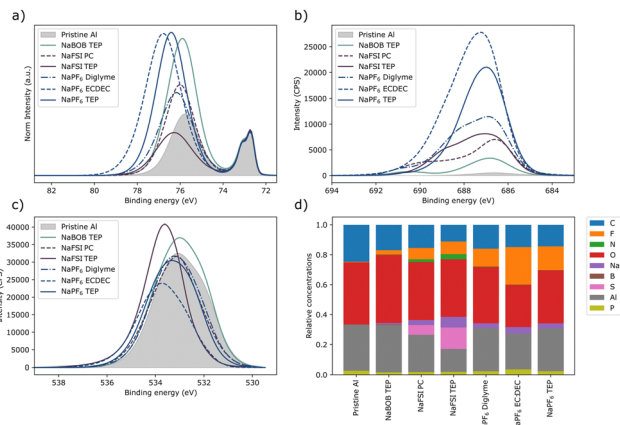 a)
Pristine Al
NaBOB TEP
NaFSI PC
NaFSI TEP
NaPF₆ Diglyme
NaPF₆ ECDEC
NaPF₆ TEP
Norm Intensity (a.u.)
82 80 78 76 74 72
Binding energy (eV)
b)
Pristine Al
NaBOB TEP
NaFSI PC
NaFSI TEP
NaPF₆ Diglyme
NaPF₆ ECDEC
NaPF₆ TEP
Intensity (CPS)
25000
20000
15000
10000
5000
0
694 692 690 688 686 684
Binding energy (eV)
c)
Pristine Al
NaBOB TEP
NaFSI PC
NaFSI TEP
NaPF₆ Diglyme
NaPF₆ ECDEC
NaPF₆ TEP
40000
35000
30000
25000
20000
15000
10000
5000
0
538 536 534 532 530
Binding energy (eV)
d)
Relative concentrations
1.0
0.8
0.6
0.4
0.2
0.0
Pristine Al
NaBOB TEP
NaFSI PC
NaFSI TEP
PF₆ Diglyme
aPF₆ EC:DEC
NaPF₆ TEP
C
F
N
O
Na
B
S
Al
P